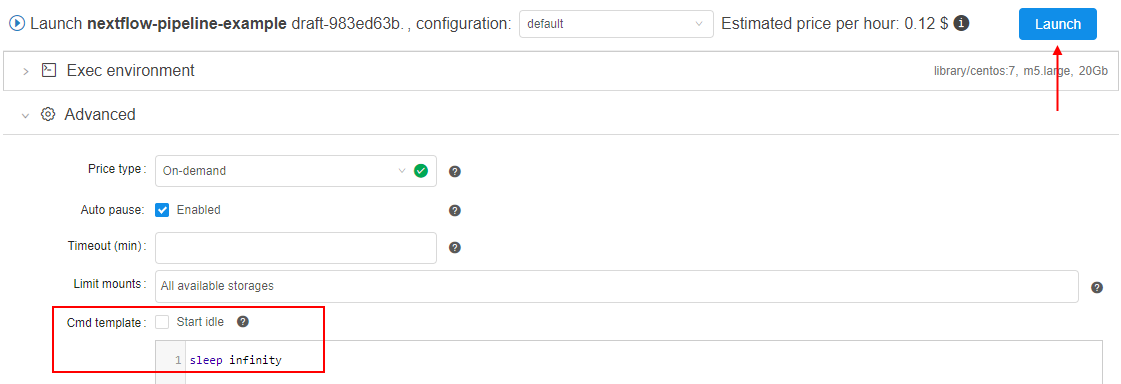 Launch nextflow-pipeline-example draft-983ed63b. , configuration: default Estimated price per hour: 0.12 $ Launch
Exec environment library/centos:7, m5.large, 20Gb
Advanced
Price type: On-demand
Auto pause: Enabled
Timeout (min):
Limit mounts: All available storages
Cmd template: Start idle
1 sleep infinity